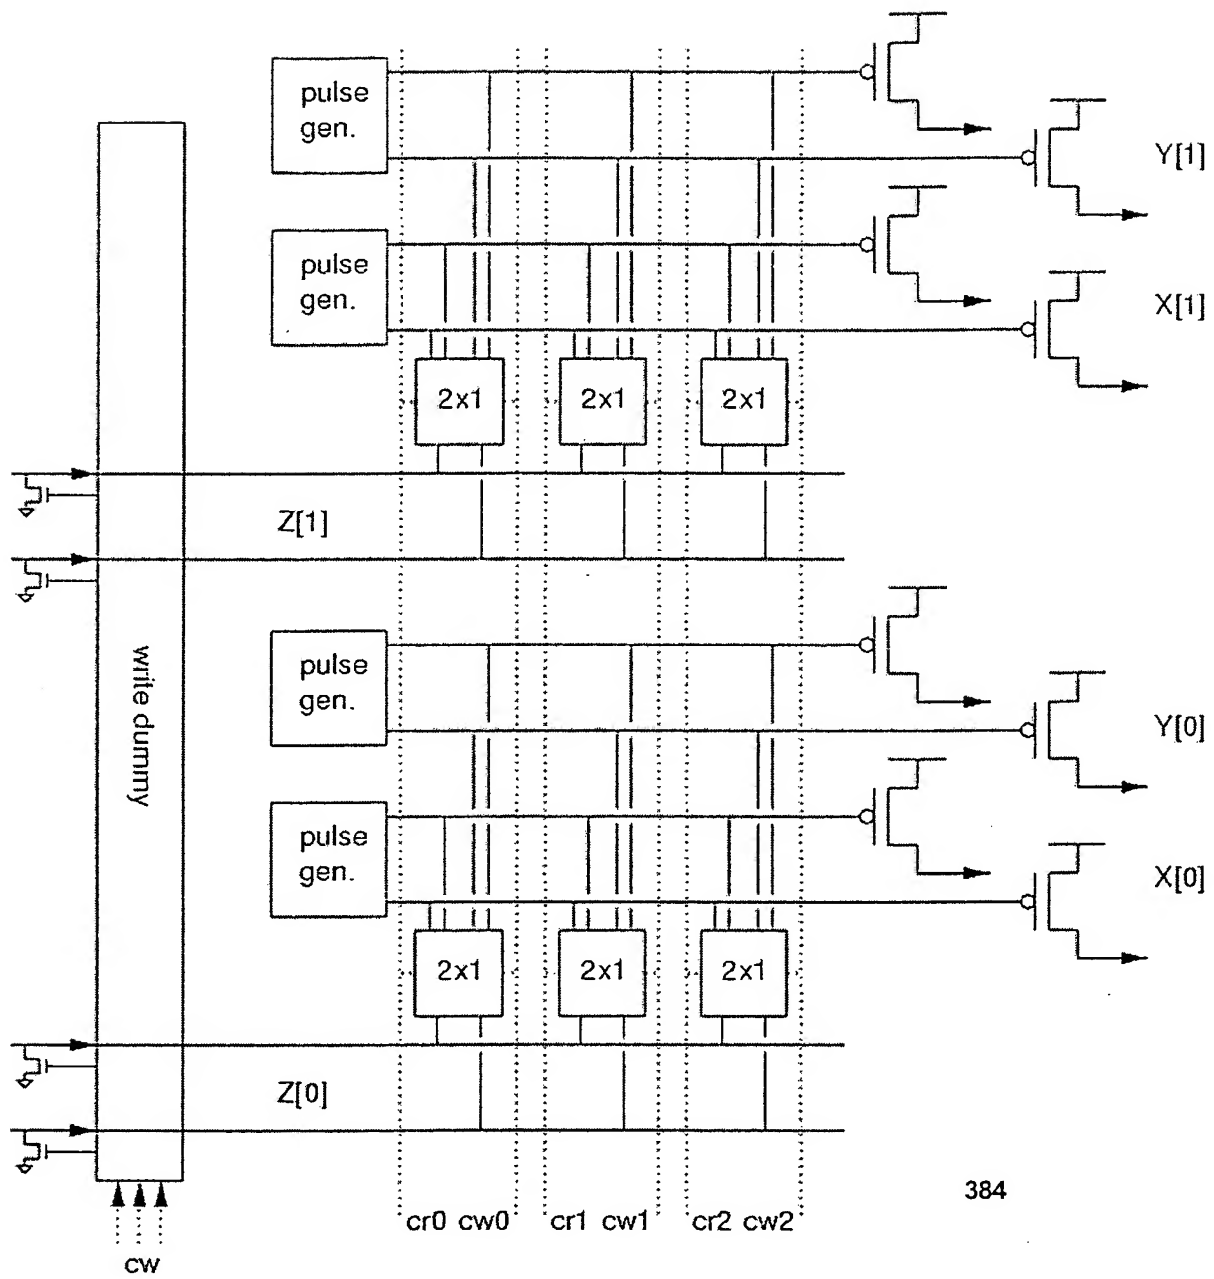 pulse
gen.
Y[1]
pulse
gen.
X[1]
2x1
2x1
2x1
Z[1]
write dummy
pulse
gen.
Y[0]
pulse
gen.
X[0]
2x1
2x1
2x1
Z[0]
384
cr0 cw0
cr1 cw1
cr2 cw2
cw